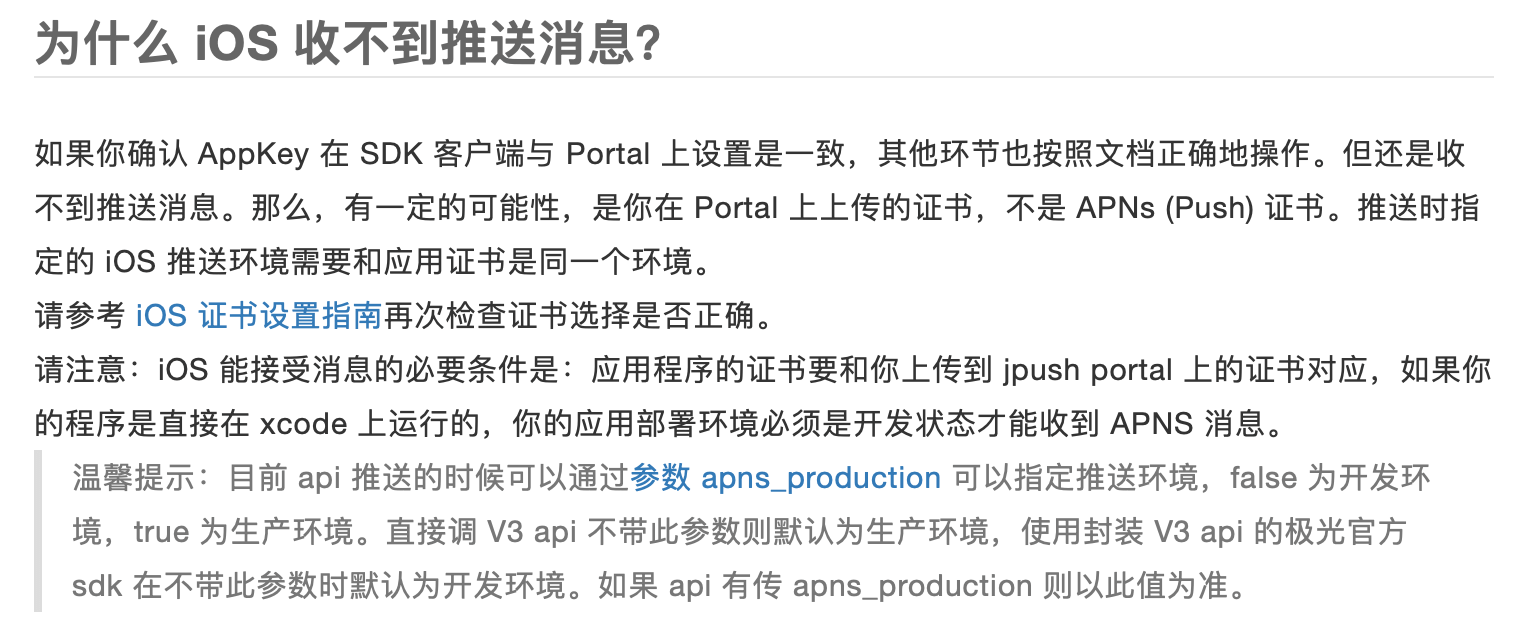 为什么 iOS 收不到推送消息？
如果你确认 AppKey 在 SDK 客户端与 Portal 上设置是一致，其他环节也按照文档正确地操作。但还是收
不到推送消息。那么，有一定的可能性，是你在 Portal 上上传的证书，不是 APNs (Push) 证书。推送时指
定的 iOS 推送环境需要和应用证书是同一个环境。
请参考 iOS 证书设置指南再次检查证书选择是否正确。
请注意：iOS 能接受消息的必要条件是：应用程序的证书要和你上传到 jpush portal 上的证书对应，如果你
的程序是直接在 xcode 上运行的，你的应用部署环境必须是开发状态才能收到 APNS 消息。
温馨提示：目前 api 推送的时候可以通过参数 apns_production 可以指定推送环境，false 为开发环
境，true 为生产环境。直接调 V3 api 不带此参数则默认为生产环境，使用封装 V3 api 的极光官方
sdk 在不带此参数时默认为开发环境。如果 api 有传 apns_production 则以此值为准。